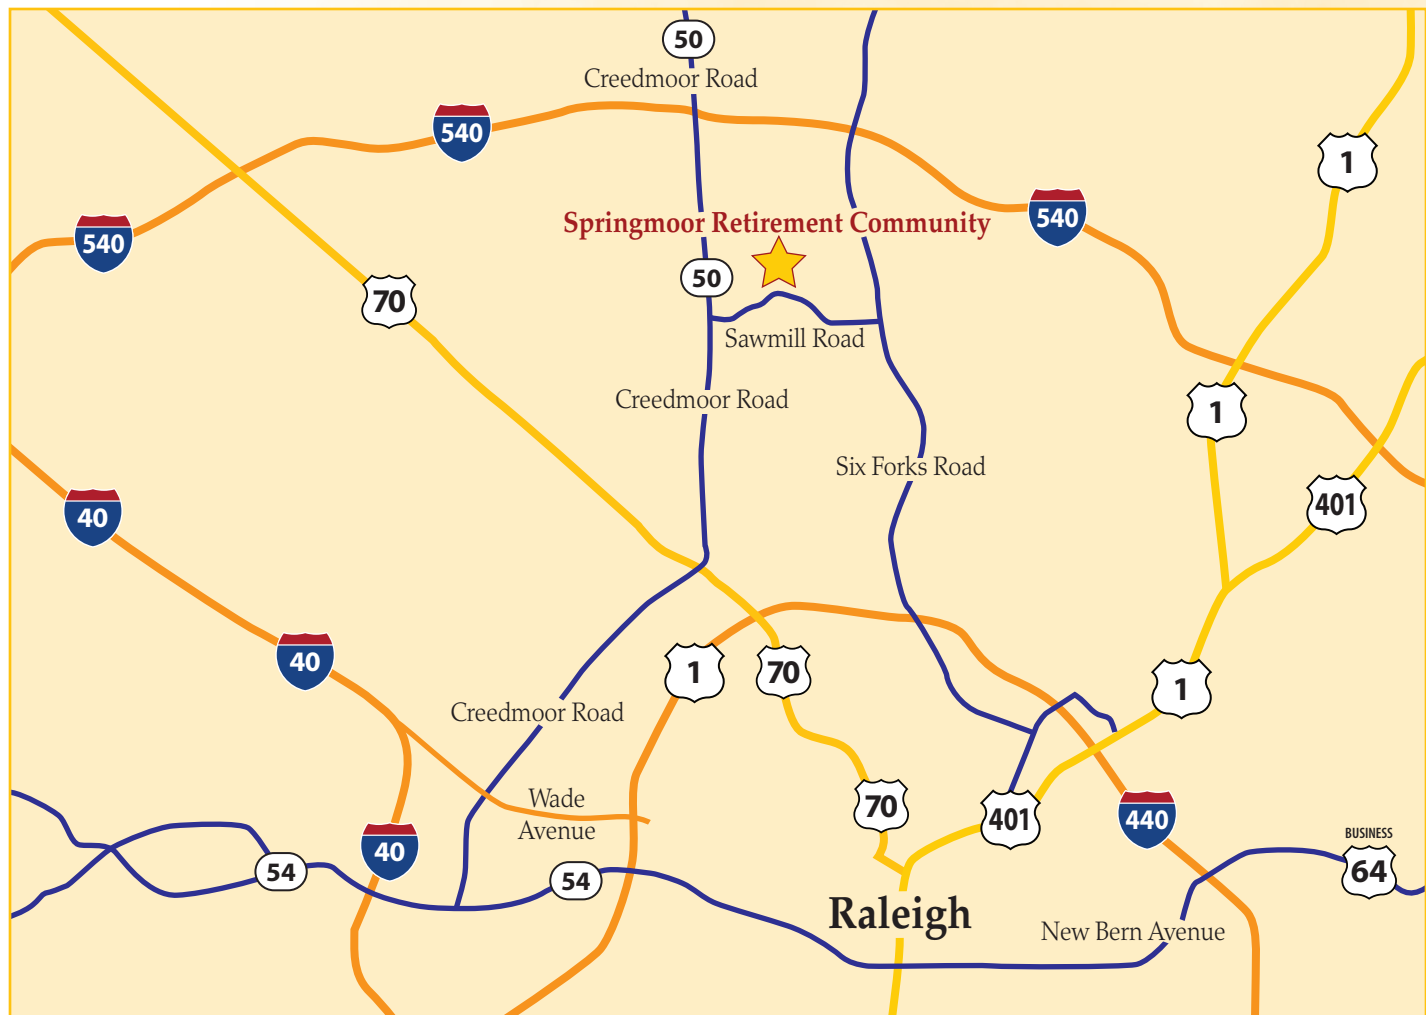 50
Creedmoor Road
540
1
540
Springmoor Retirement Community
540
50
70
Sawmill Road
Creedmoor Road
1
Six Forks Road
401
40
40
1
70
1
Creedmoor Road
Wade
Avenue
70
401
440
BUSINESS
64
40
54
54
Raleigh
New Bern Avenue